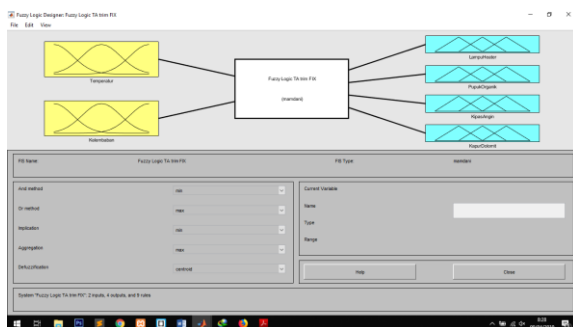 Fuzzy Logic Designer: Fuzzy Logic TA trim FIX
File Edit View
Temperatur
Kelembaban
Fuzzy Logic TA trim FIX
(mamdani)
LampuHeater
PupukOrganik
KipasAngin
KapurDolomit
FIS Name: Fuzzy Logic TA trim FIX FIS Type: mamdani
And method min
Or method max
Implication min
Aggregation max
Defuzzification centroid
Current Variable
Name
Type
Range
Help Close
System "Fuzzy Logic TA trim FIX": 2 inputs, 4 outputs, and 9 rules